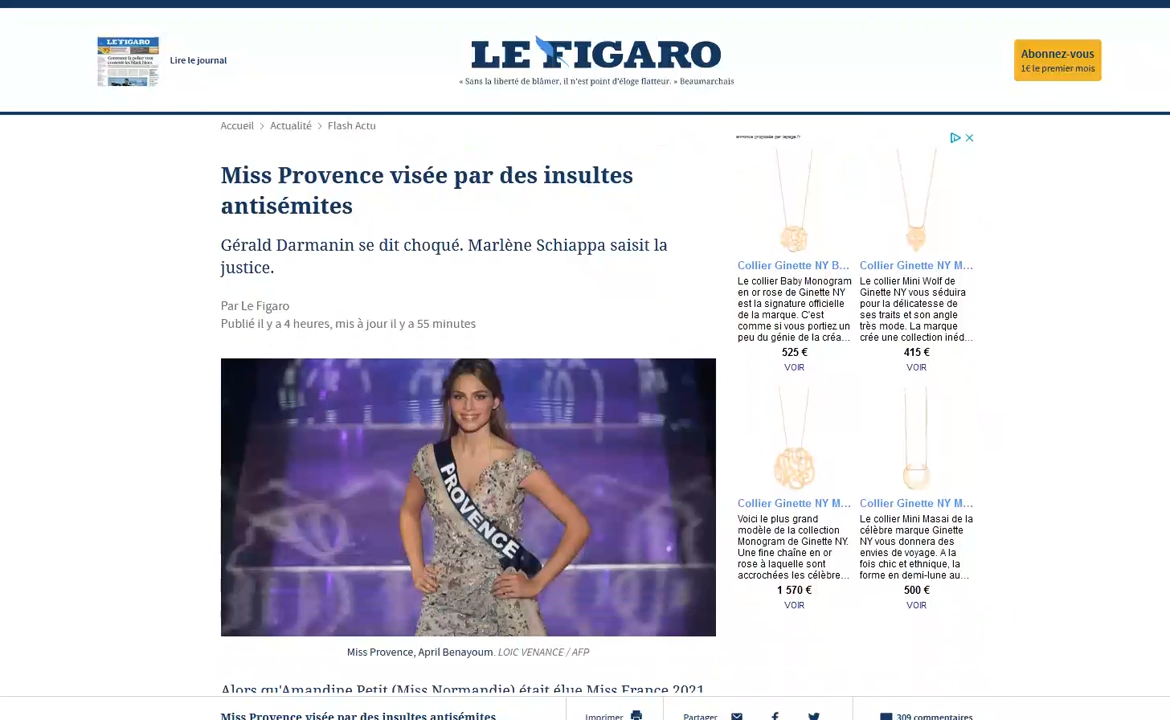 LE FIGARO
Lire le journal
LE FIGARO
« Sans la liberté de blâmer, il n'est point d'éloge flatteur. » Beaumarchais
Abonnez-vous
1€ le premier mois
Accueil > Actualité > Flash Actu
Miss Provence visée par des insultes
antisémites
Gérald Darmanin se dit choqué. Marlène Schiappa saisit la
justice.
Par Le Figaro
Publié il y a 4 heures, mis à jour il y a 55 minutes
PROVENCE
Miss Provence, April Benayoum. LOIC VENANCE / AFP
Alors qu'Amandine Petit (Miss Normandie) était élue Miss France 2021
Collier Ginette NY B...
Le collier Baby Monogram
en or rose de Ginette NY
est la signature officielle
de la marque. C'est
comme si vous portiez un
peu du génie de la créa...
525 €
VOIR
Collier Ginette NY M...
Le collier Mini Wolf de
Ginette NY vous séduira
pour la délicatesse de
ses traits et son angle
très mode. La marque
crée une collection inéd...
415 €
VOIR
Collier Ginette NY M...
Voici le plus grand
modèle de la collection
Monogram de Ginette NY.
Une fine chaîne en or
rose à laquelle sont
accrochées les célèbre...
1 570 €
VOIR
Collier Ginette NY M...
Le collier Mini Masai de la
célèbre marque Ginette
NY vous donnera des
envies de voyage. A la
fois chic et ethnique, la
forme en demi-lune au...
500 €
VOIR
Miss Provence visée par des insultes antisémites
Imprimer
Partager
309 commentaires